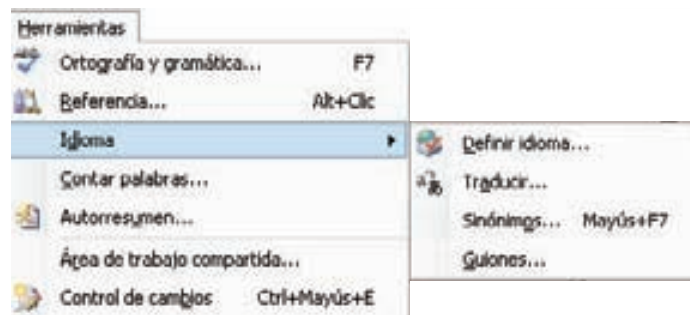 Herramientas
Ortografía y gramática... F7
Referencia... Alt+Clic
Idioma
Definir idioma...
Contar palabras...
Traducir...
Autorresumen...
Sinónimos... Mayús+F7
Área de trabajo compartida...
Guiones...
Control de cambios Ctrl+Mayús+E